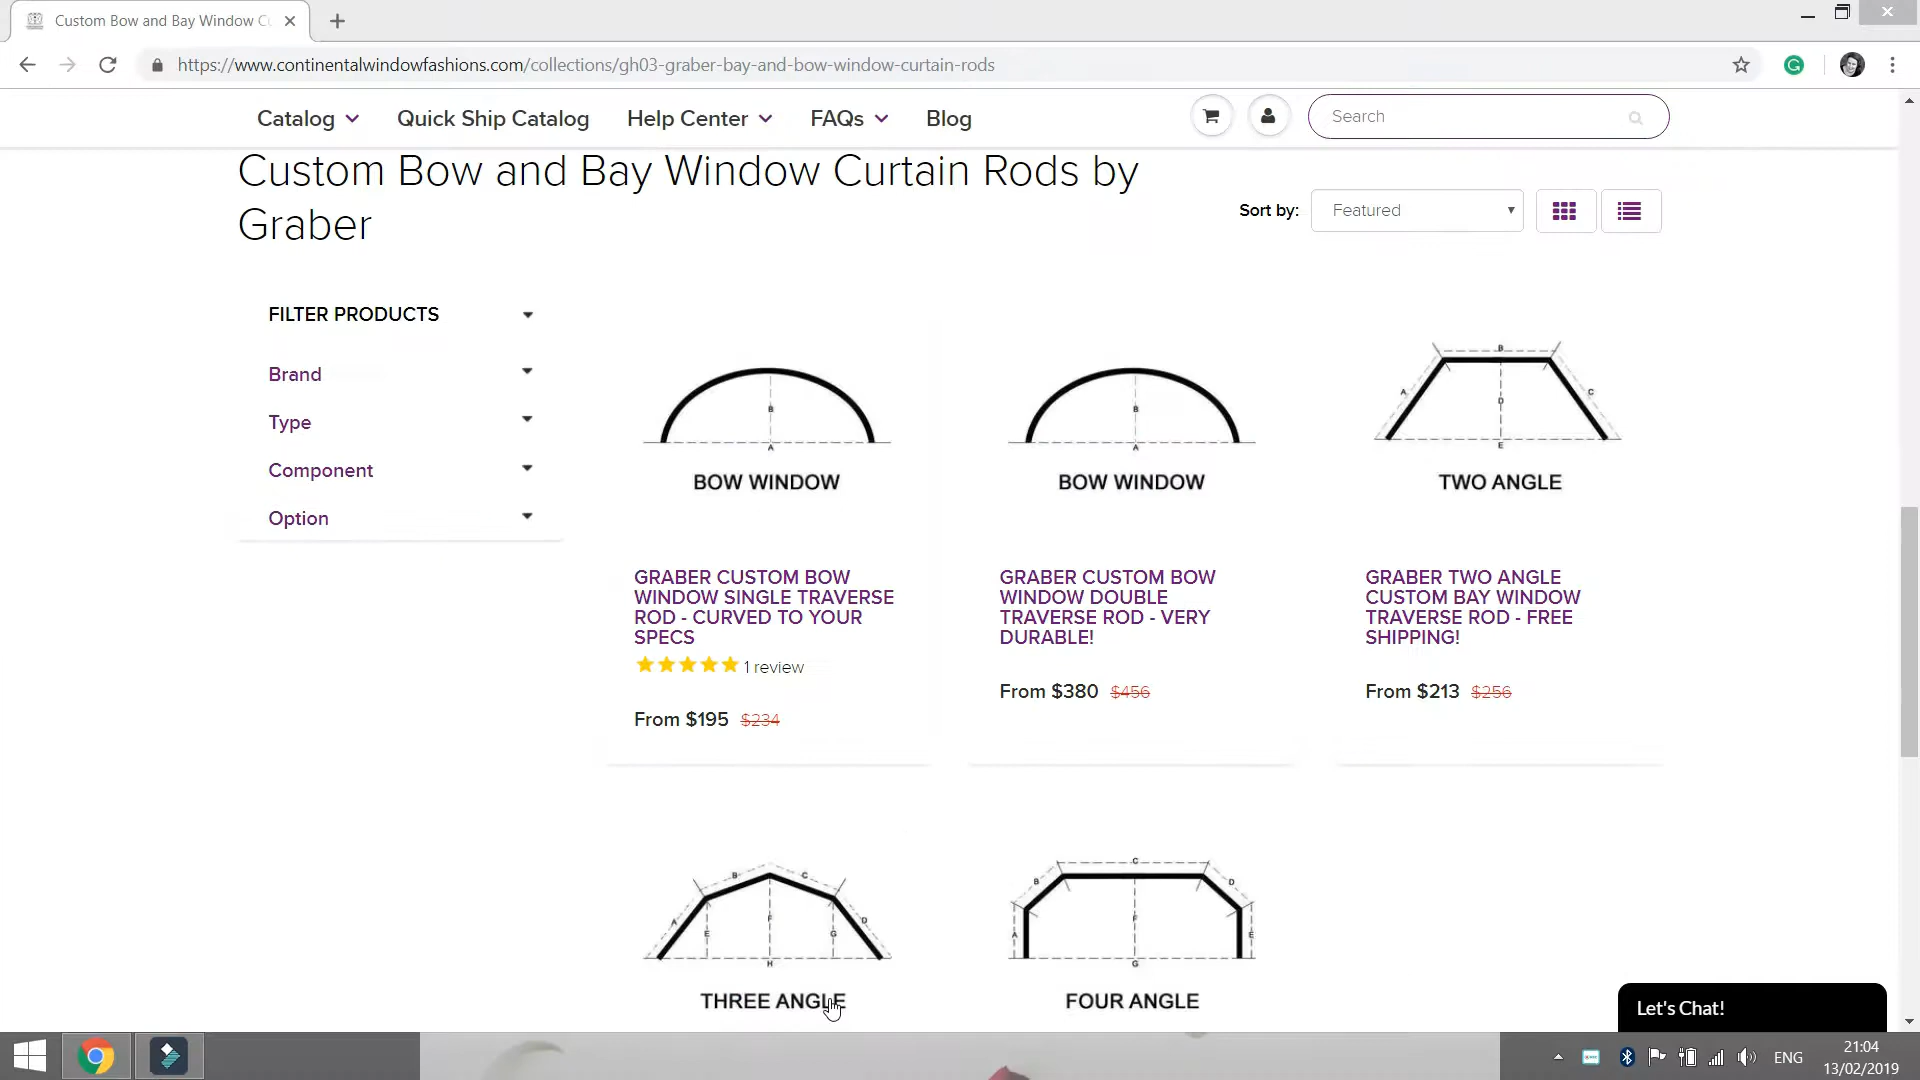 Custom Bow and Bay Window C
https://www.continentalwindowfashions.com/collections/gh03-graber-bay-and-bow-window-curtain-rods
Catalog Quick Ship Catalog Help Center FAQs Blog Search
Custom Bow and Bay Window Curtain Rods by
Graber
Sort by: Featured
FILTER PRODUCTS
Brand
Type
Component
Option
B
A
BOW WINDOW
GRABER CUSTOM BOW
WINDOW SINGLE TRAVERSE
ROD - CURVED TO YOUR
SPECS
1 review
From $195 $234
B
A
BOW WINDOW
GRABER CUSTOM BOW
WINDOW DOUBLE
TRAVERSE ROD - VERY
DURABLE!
From $380 $456
B
A C
D
E
TWO ANGLE
GRABER TWO ANGLE
CUSTOM BAY WINDOW
TRAVERSE ROD - FREE
SHIPPING!
From $213 $256
B C
A F D
E G
H
THREE ANGLE
C
B D
F
A E
G
FOUR ANGLE
Let's Chat!
ENG
21:04
13/02/2019